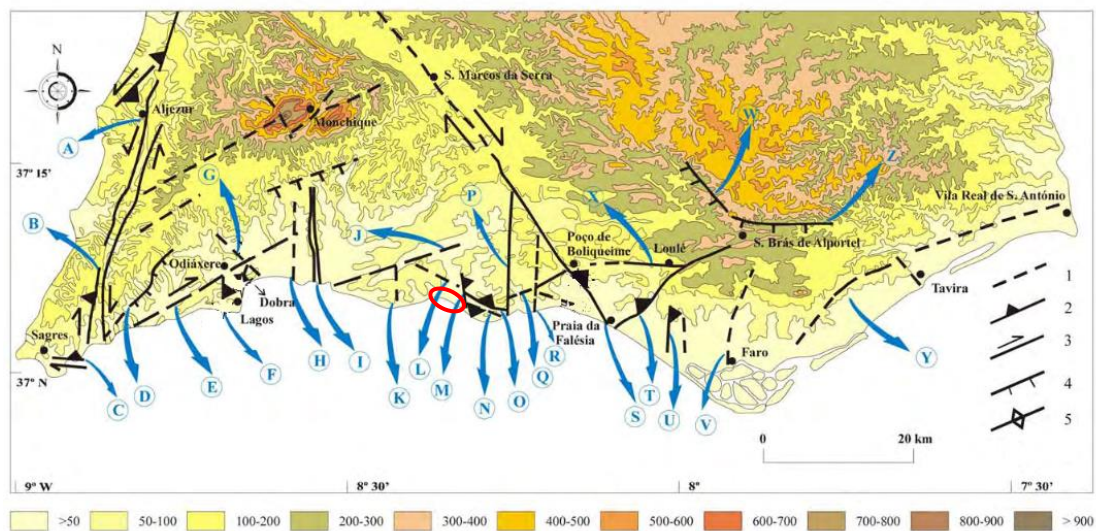 N
S. Marcos da Serra
Aljezur
Monchique
A
W
37° 15'
G
Z
P
X
Vila Real de S. António
B
J
Poço de
Boliqueime
Loulé
S. Brás de Alportel
Odiáxere
1
Dobra
Tavira
2
Lagos
Praia da
Falésia
Sagres
3
37° N
Faro
R
Y
D
E
F
H
I
L
Q
4
C
K
M
N
O
S
T
U
V
5
0 20 km
9° W 8° 30' 8° 7° 30'
>50 50-100 100-200 200-300 300-400 400-500 500-600 600-700 700-800 800-900 > 900